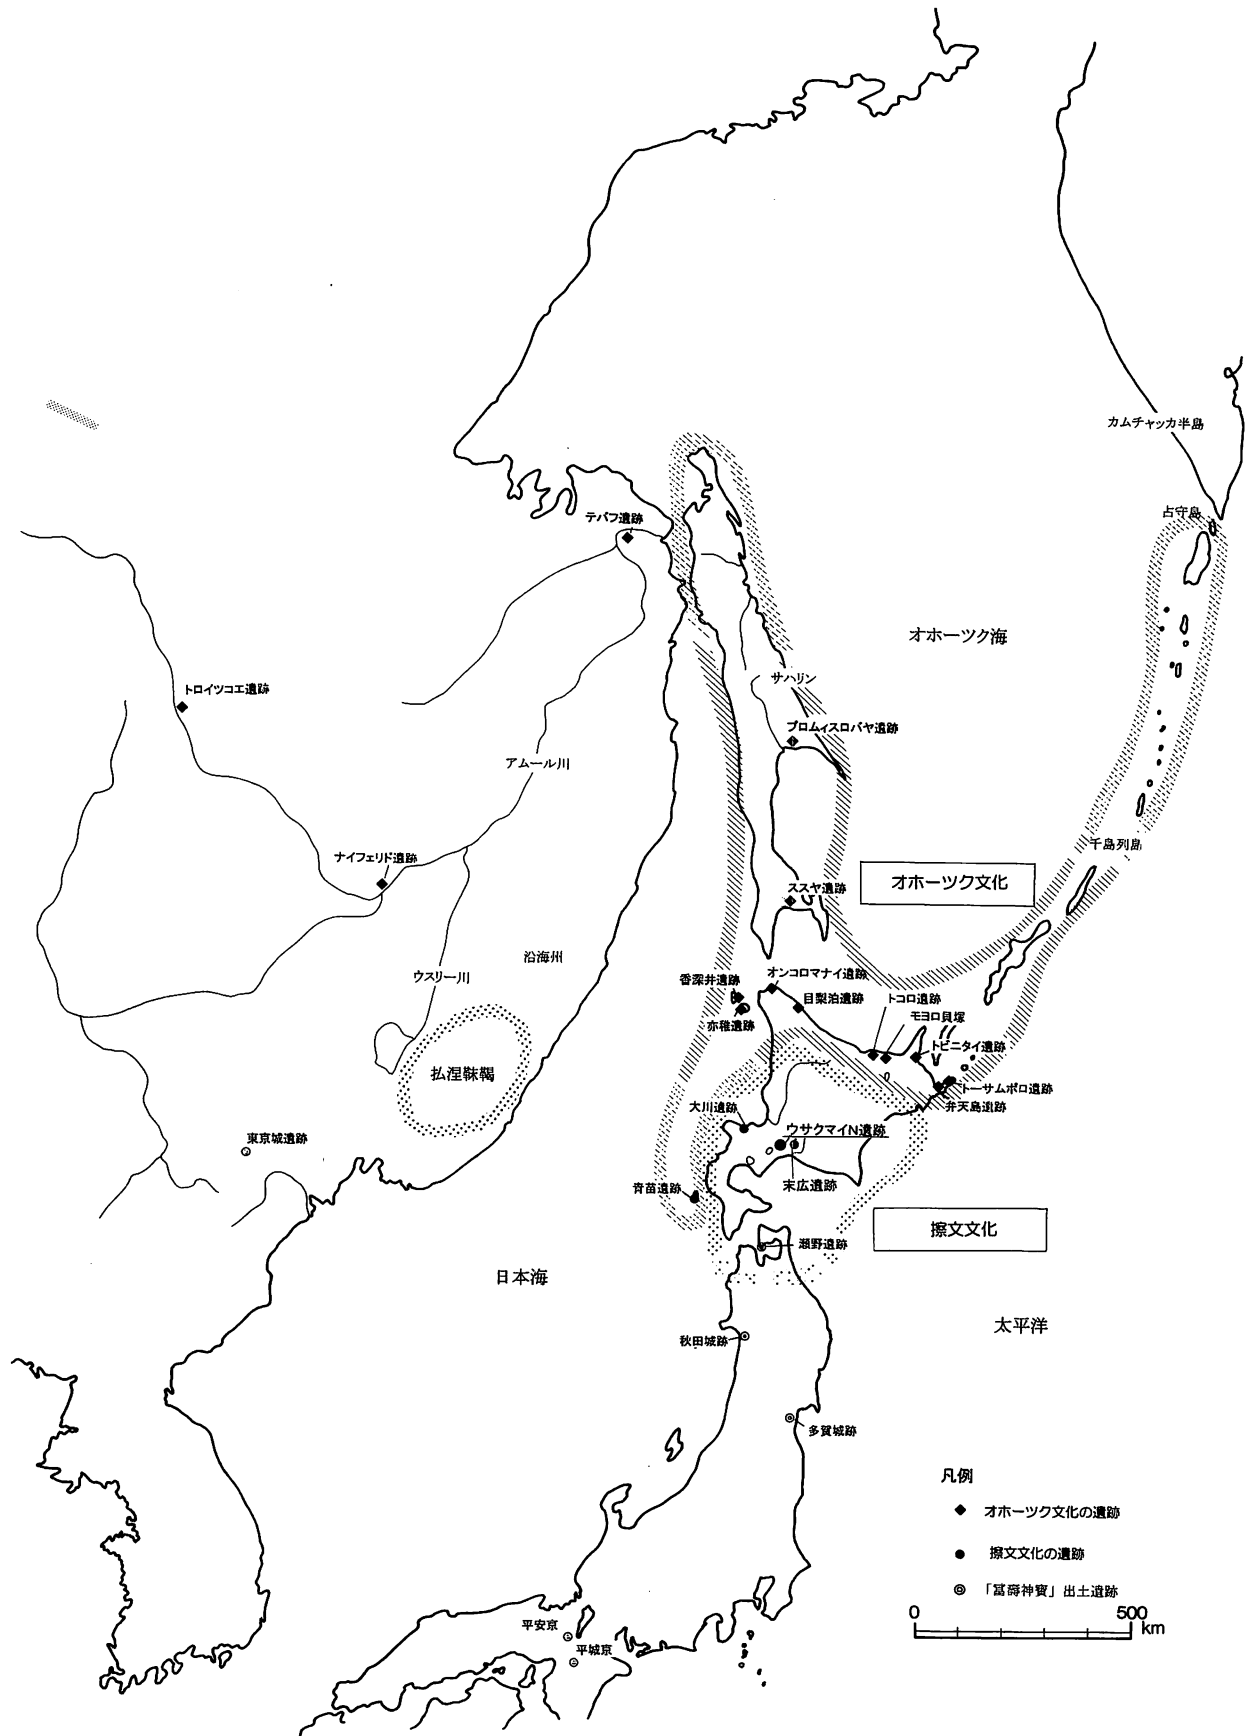 カムチャッカ半島
占守島
テバフ遺跡
オホーツク海
サハリン
トロイツコエ遺跡
プロムィスロバヤ遺跡
アムール川
千島列島
ナイフェリド遺跡
オホーツク文化
ススヤ遺跡
沿海州
ウスリー川
香深井遺跡
オンコロマナイ遺跡
目梨泊遺跡
トコロ遺跡
モヨロ貝塚
亦稚遺跡
トビニタイ遺跡
払涅靺鞨
トーサムポロ遺跡
弁天島遺跡
大川遺跡
ウサクマイN遺跡
東京城遺跡
末広遺跡
青苗遺跡
擦文文化
瀬野遺跡
日本海
太平洋
秋田城跡
多賀城跡
凡例
オホーツク文化の遺跡
擦文文化の遺跡
「冨壽神寳」出土遺跡
0 500
km
平安京
平城京